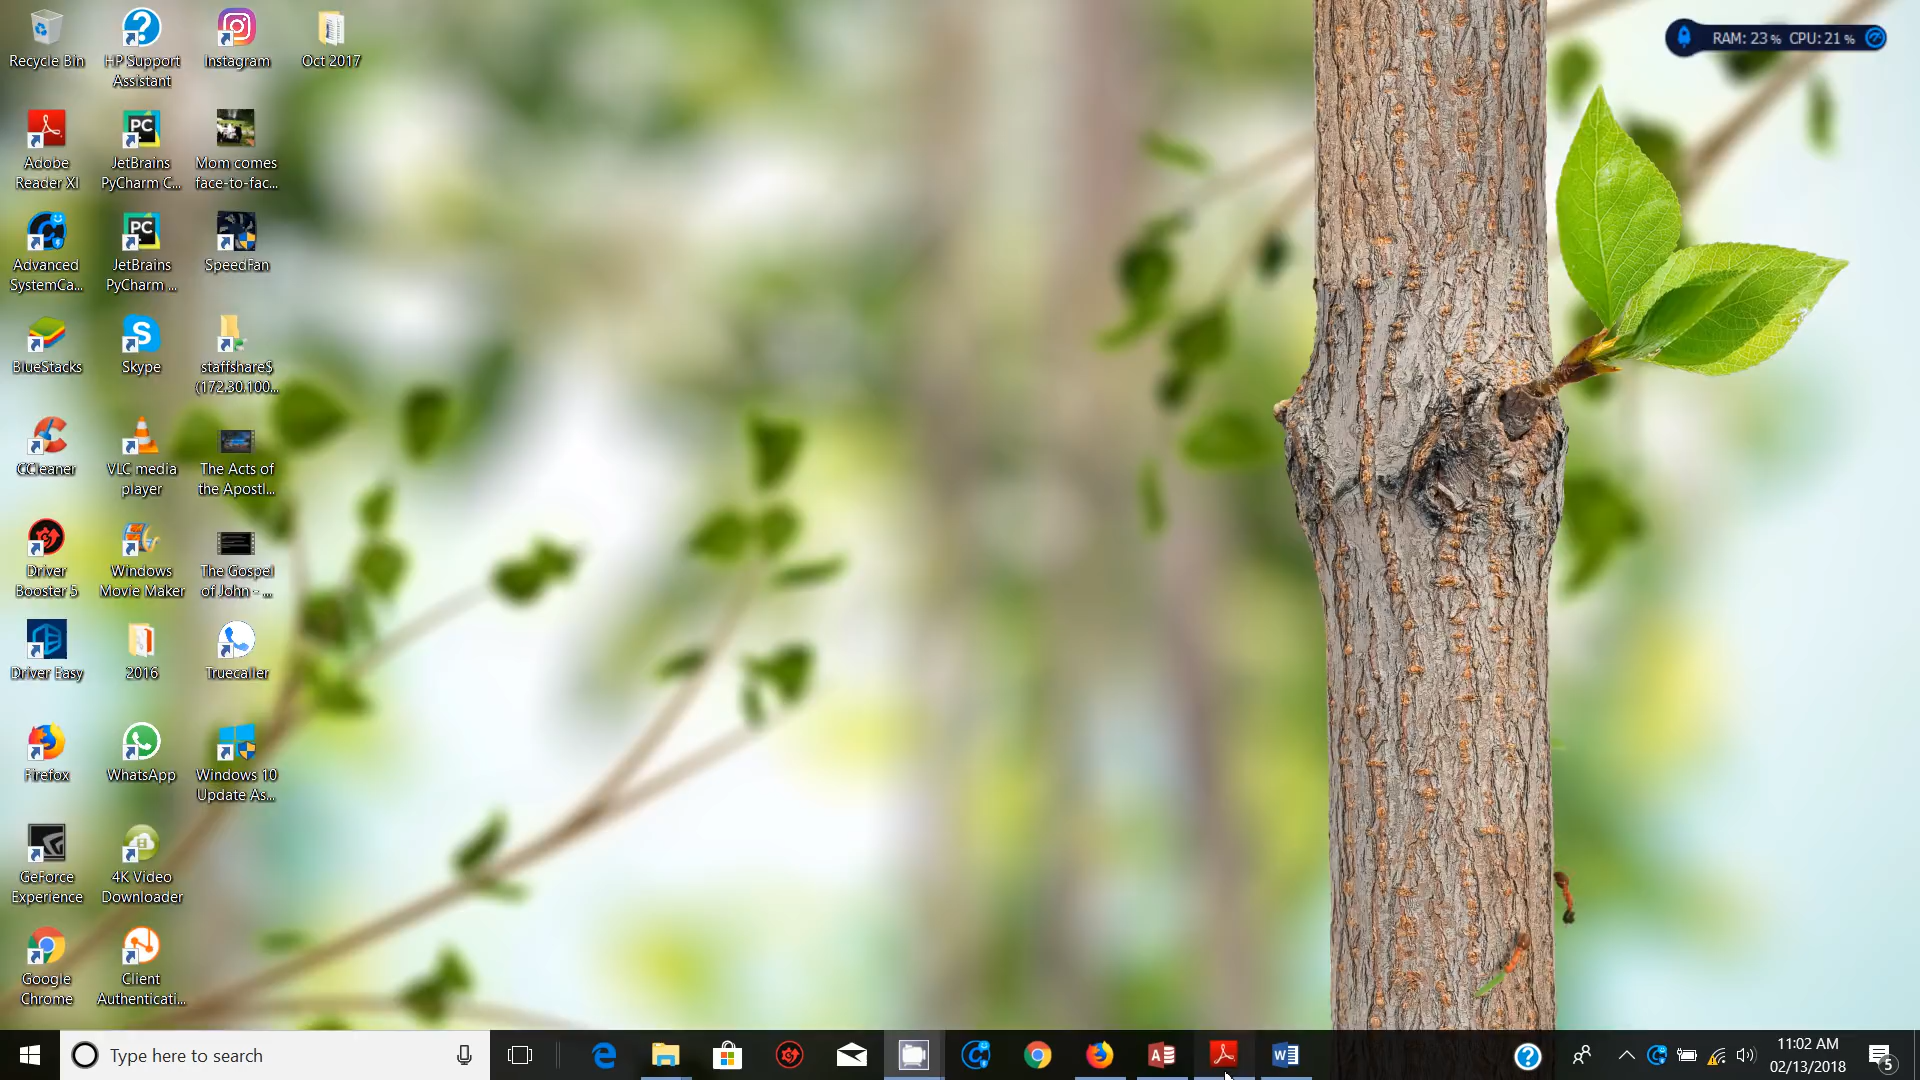 Recycle Bin
HP Support
Assistant
Instagram
Oct 2017
RAM: 23 % CPU: 21 %
Adobe
Reader XI
PC
JetBrains
PyCharm C...
Mom comes
face-to-fac...
Advanced
SystemCa...
PC
JetBrains
PyCharm ...
SpeedFan
BlueStacks
Skype
staffshare$
(172.30.100...
CCleaner
VLC media
player
The Acts of
the Apostl...
Driver
Booster 5
Windows
Movie Maker
The Gospel
of John - ...
Driver Easy
2016
Truecaller
Firefox
WhatsApp
Windows 10
Update As...
GeForce
Experience
4K Video
Downloader
Google
Chrome
Client
Authenticati...
Type here to search
11:02 AM
02/13/2018
5